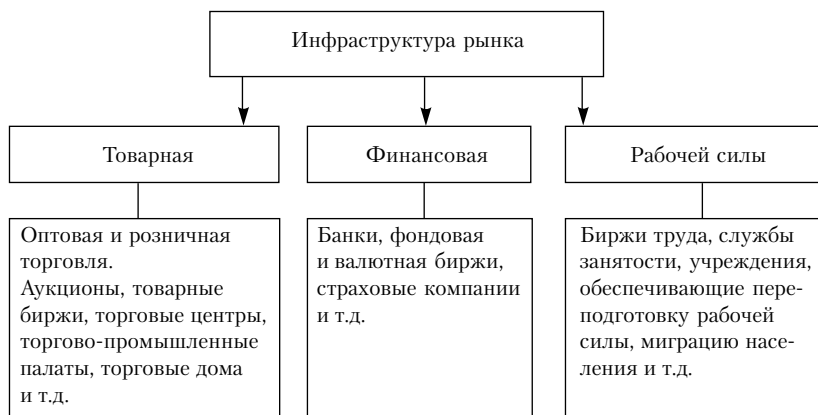 Инфраструктура рынка
Товарная
Финансовая
Рабочей силы
Оптовая и розничная
торговля.
Аукционы, товарные
биржи, торговые центры,
торгово-промышленные
палаты, торговые дома
и т.д.
Банки, фондовая
и валютная биржи,
страховые компании
и т.д.
Биржи труда, службы
занятости, учреждения,
обеспечивающие пере-
подготовку рабочей
силы, миграцию насе-
ления и т.д.